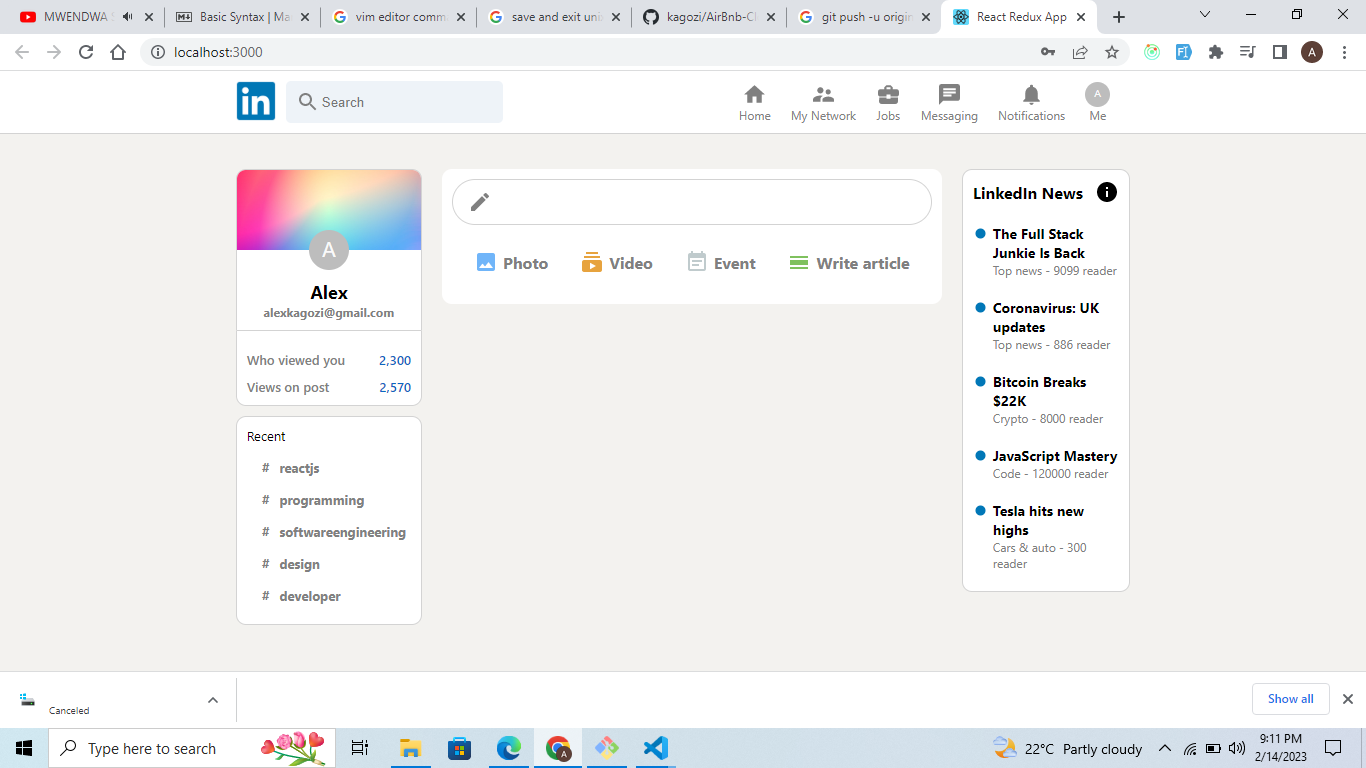 MWENDWA
Basic Syntax | Ma
vim editor comm
save and exit uni
kagozi/AirBnb-Cl
git push -u origin
React Redux App
localhost:3000
A
in
Search
Home
My Network
Jobs
Messaging
Notifications
A
Me
A
Alex
alexkagozi@gmail.com
Who viewed you 2,300
Views on post 2,570
Recent
# reactjs
# programming
# softwareengineering
# design
# developer
Photo
Video
Event
Write article
LinkedIn News
The Full Stack
Junkie Is Back
Top news - 9099 reader
Coronavirus: UK
updates
Top news - 886 reader
Bitcoin Breaks
$22K
Crypto - 8000 reader
JavaScript Mastery
Code - 120000 reader
Tesla hits new
highs
Cars & auto - 300
reader
Canceled
Show all
Type here to search
A
22°C Partly cloudy
9:11 PM
2/14/2023